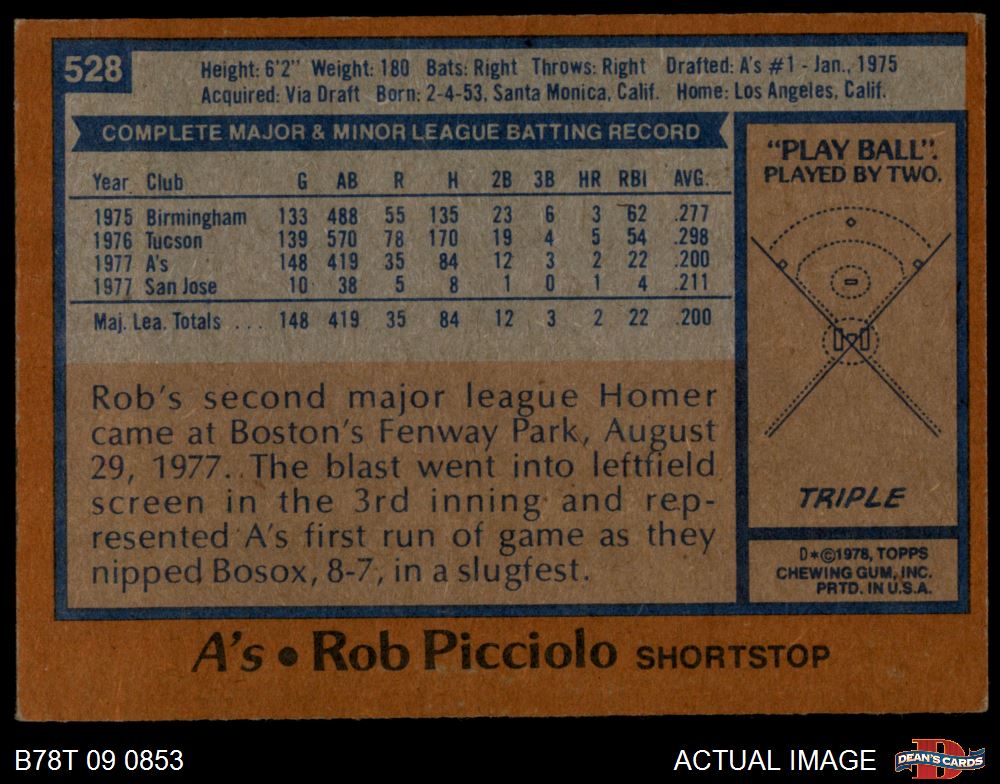 528
Height: 6'2" Weight: 180 Bats: Right Throws: Right Drafted: A's #1 - Jan., 1975
Acquired: Via Draft Born: 2-4-53, Santa Monica, Calif. Home: Los Angeles, Calif.
COMPLETE MAJOR & MINOR LEAGUE BATTING RECORD
Year Club G AB R H 2B 3B HR RBI AVG.
1975 Birmingham 133 488 55 135 23 6 3 62 .277
1976 Tucson 139 570 78 170 19 4 5 54 .298
1977 A's 148 419 35 84 12 3 2 22 .200
1977 San Jose 10 38 5 8 1 0 1 4 .211
Maj. Lea. Totals . . . 148 419 35 84 12 3 2 22 .200
Rob's second major league Homer
came at Boston's Fenway Park, August
29, 1977. The blast went into leftfield
screen in the 3rd inning and rep-
resented A's first run of game as they
nipped Bosox, 8-7, in a slugfest.
"PLAY BALL".
PLAYED BY TWO.
TRIPLE
D*©1978, TOPPS
CHEWING GUM, INC.
PRTD. IN U.S.A.
A's • Rob Picciolo SHORTSTOP
B78T 09 0853
ACTUAL IMAGE
D
DEAN'S CARDS